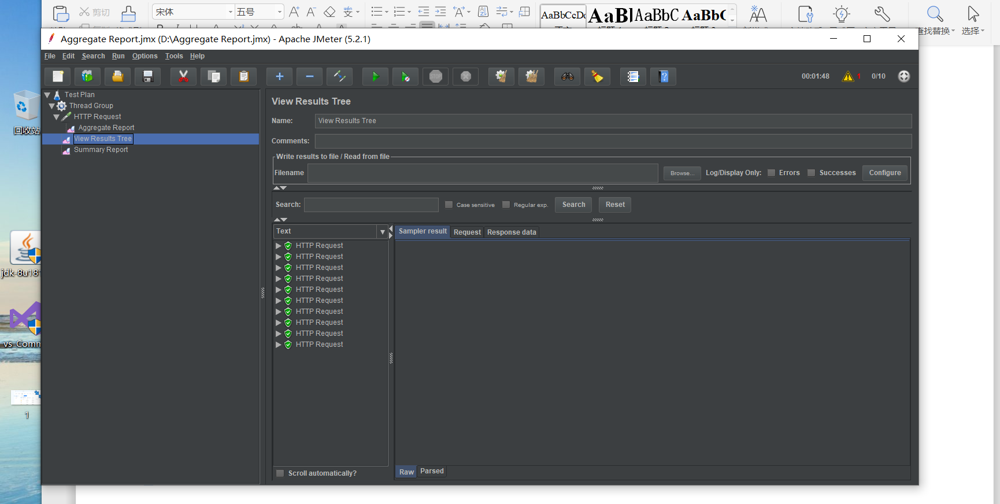 剪切
宋体
五号
AaBbCcDd
AaBl
AaBbC
AaBb(
查找替换
选择
Aggregate Report.jmx (D:\Aggregate Report.jmx) - Apache JMeter (5.2.1)
File Edit Search Run Options Tools Help
STOP
00:01:48
1
0/10
Test Plan
Thread Group
HTTP Request
Aggregate Report
View Results Tree
Summary Report
View Results Tree
Name: View Results Tree
Comments:
Write results to file / Read from file
Filename Browse... Log/Display Only: Errors Successes Configure
Search: Case sensitive Regular exp. Search Reset
Text
Sampler result Request Response data
HTTP Request
HTTP Request
HTTP Request
HTTP Request
HTTP Request
HTTP Request
HTTP Request
HTTP Request
HTTP Request
HTTP Request
Scroll automatically?
Raw Parsed
回收站
jdk-8u18
vs_Comm
1